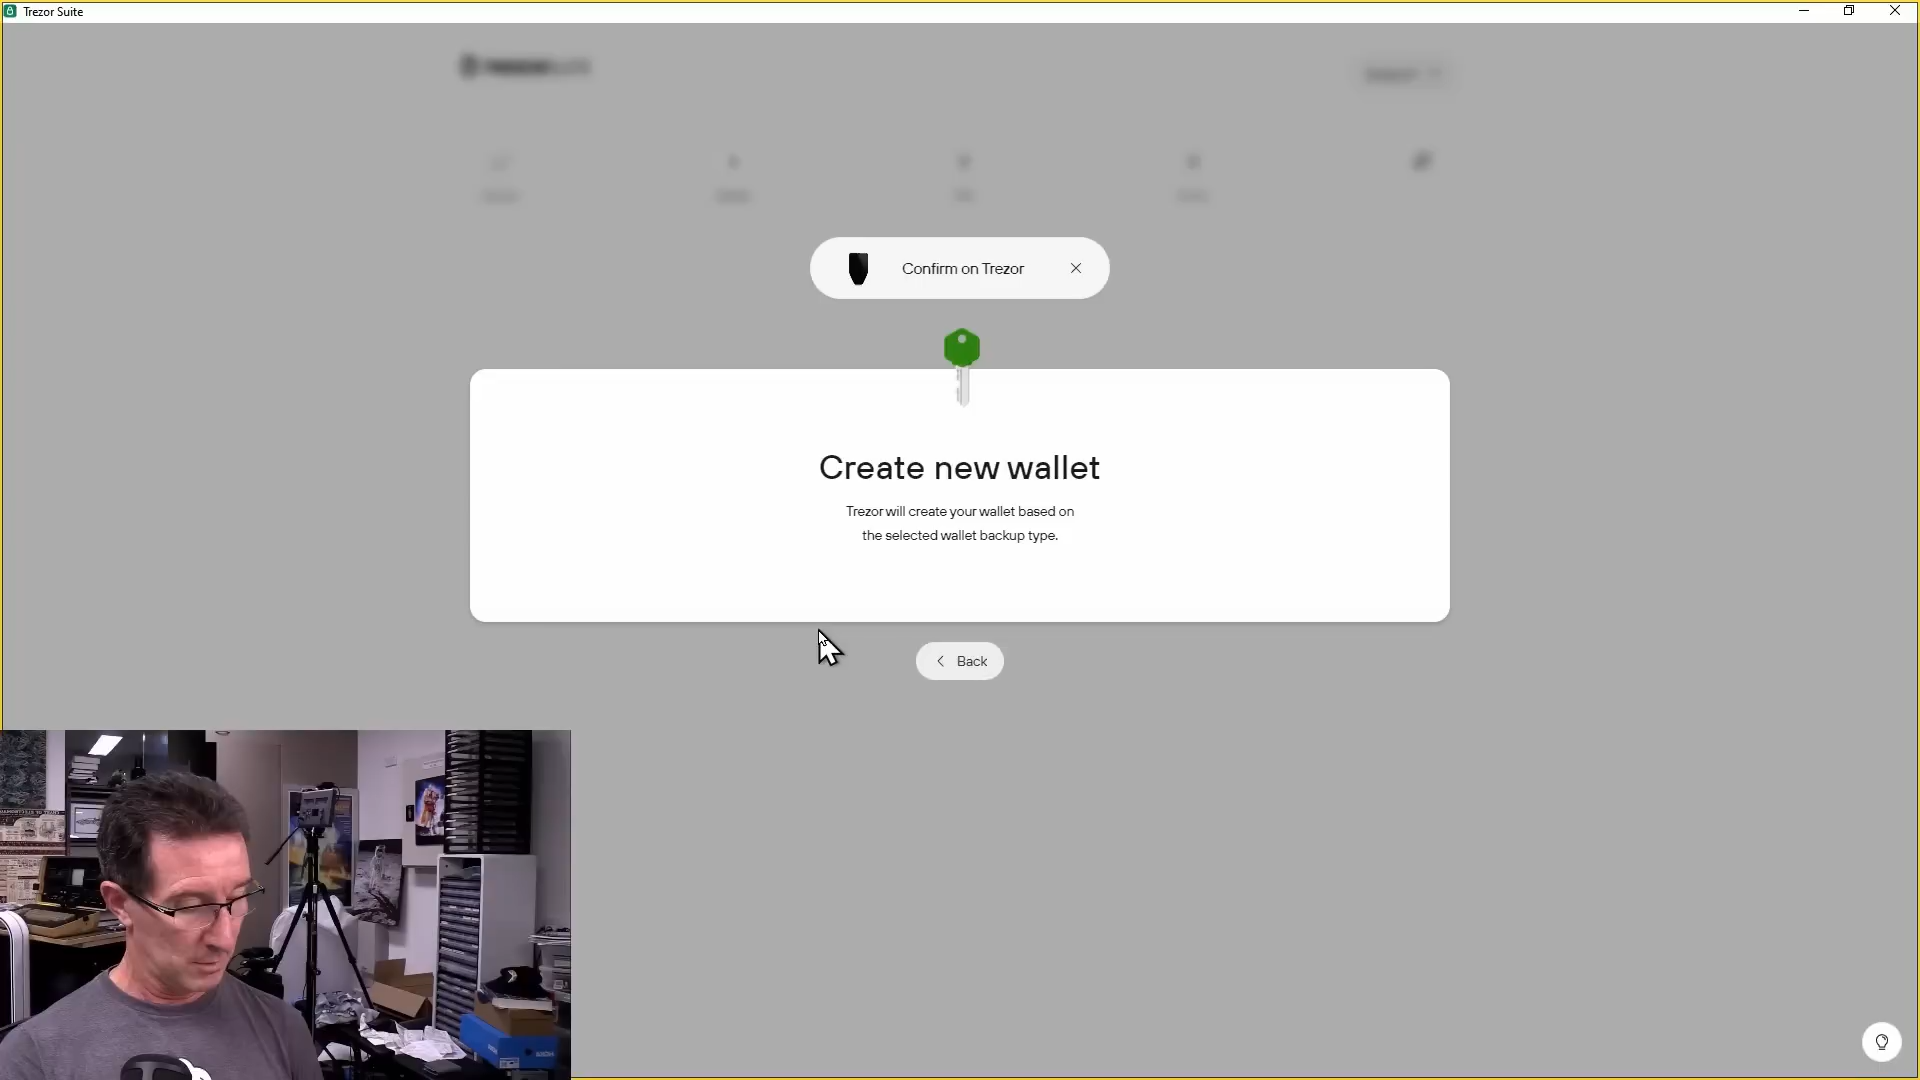 Trezor Suite
Confirm on Trezor
Create new wallet
Trezor will create your wallet based on
the selected wallet backup type.
Back